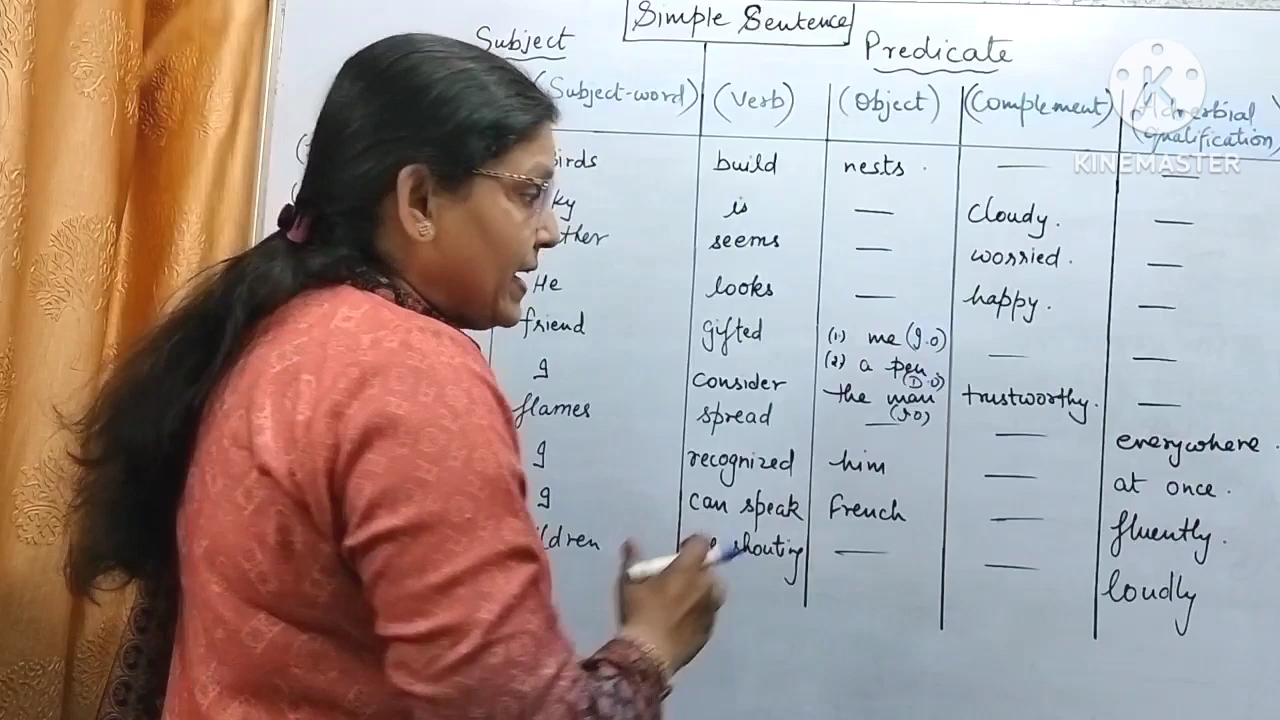 Simple Sentence
Subject Predicate
(Subject-word) (Verb) (Object) (Complement) Adverbial
Qualification)
birds build nests. — —
is — cloudy. —
seems — worried. —
He looks — happy. —
friend gifted (1) me (I.O) — —
(2) a pen (D.O)
I consider the man trustworthy. —
flames spread — — everywhere.
I recognized him — at once.
I can speak French — fluently.
shouting — — loudly
K
KINEMASTER